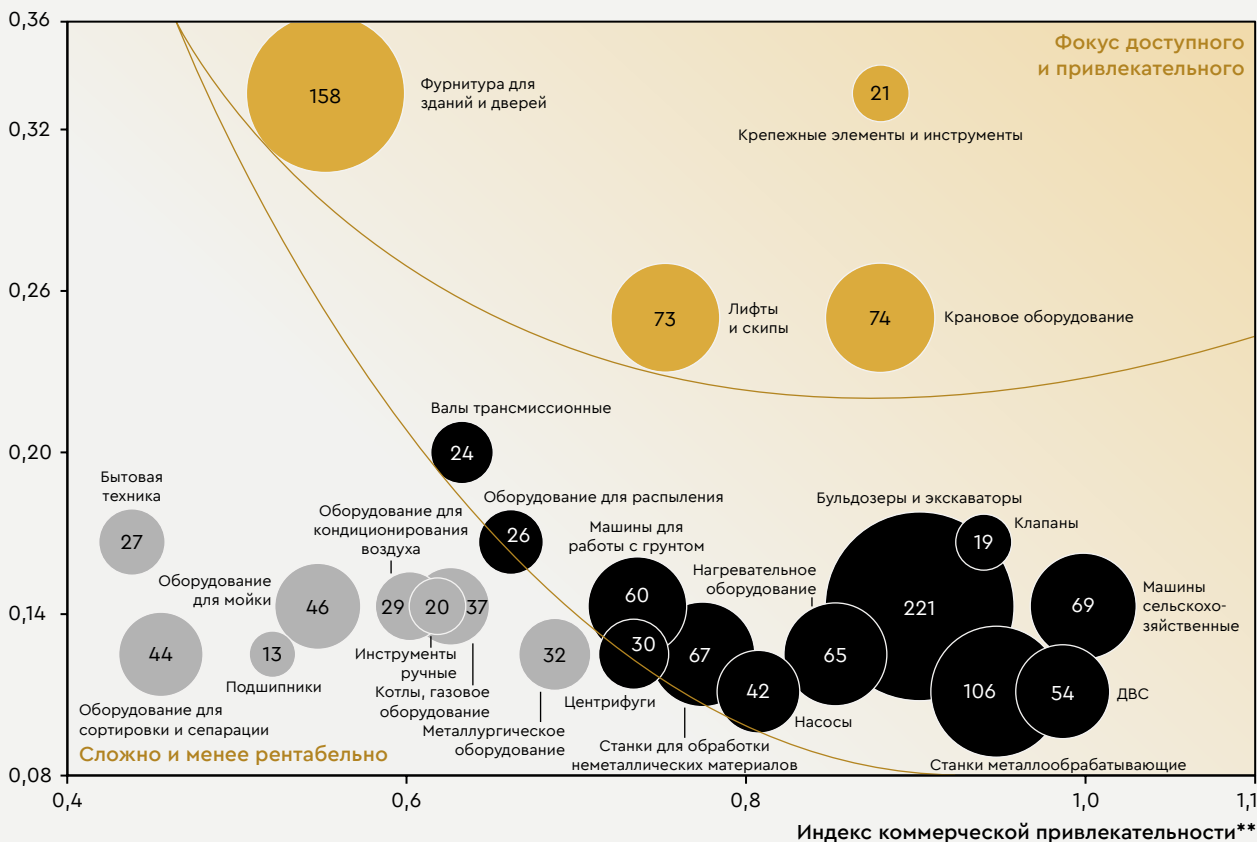 0,36
Фокус доступного
и привлекательного
158
Фурнитура для
зданий и дверей
21
Крепежные элементы и инструменты
0,32
0,26
73
Лифты
и скипы
74
Крановое оборудование
Валы трансмиссионные
24
0,20
Бытовая
техника
27
Оборудование для
кондиционирования
воздуха
Оборудование для распыления
26
Машины для
работы с грунтом
60
Бульдозеры и экскаваторы
221
Клапаны
19
Нагревательное
оборудование
65
69
Машины
сельскохо-
зяйственные
Оборудование
для мойки
46
29
20
37
0,14
44
13
Подшипники
Инструменты
ручные
Котлы, газовое
оборудование
32
30
67
42
106
54
ДВС
Оборудование для
сортировки и сепарации
Металлургическое
оборудование
Центрифуги
Насосы
Станки для обработки
неметаллических материалов
Станки металлообрабатывающие
Сложно и менее рентабельно
0,08
0,4
0,6
0,8
1,0
1,1
Индекс коммерческой привлекательности**